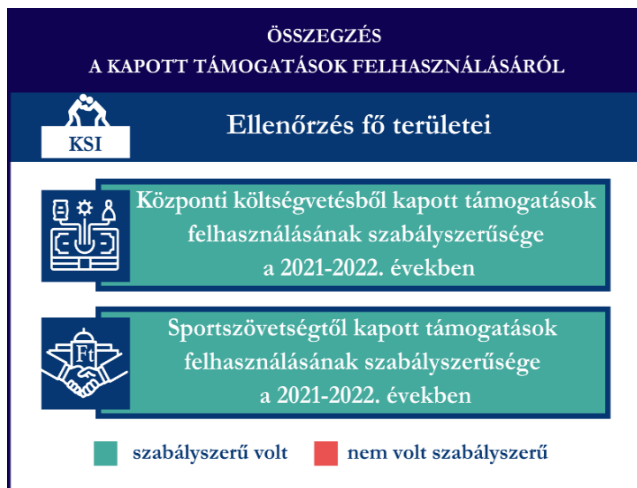 ÖSSZEGZÉS
A KAPOTT TÁMOGATÁSOK FELHASZNÁLÁSÁRÓL
KSI
Ellenőrzés fő területei
Központi költségvetésből kapott támogatások
felhasználásának szabályszerűsége
a 2021-2022. években
Ft
Sportszövetségtől kapott támogatások
felhasználásának szabályszerűsége
a 2021-2022. években
szabályszerű volt
nem volt szabályszerű